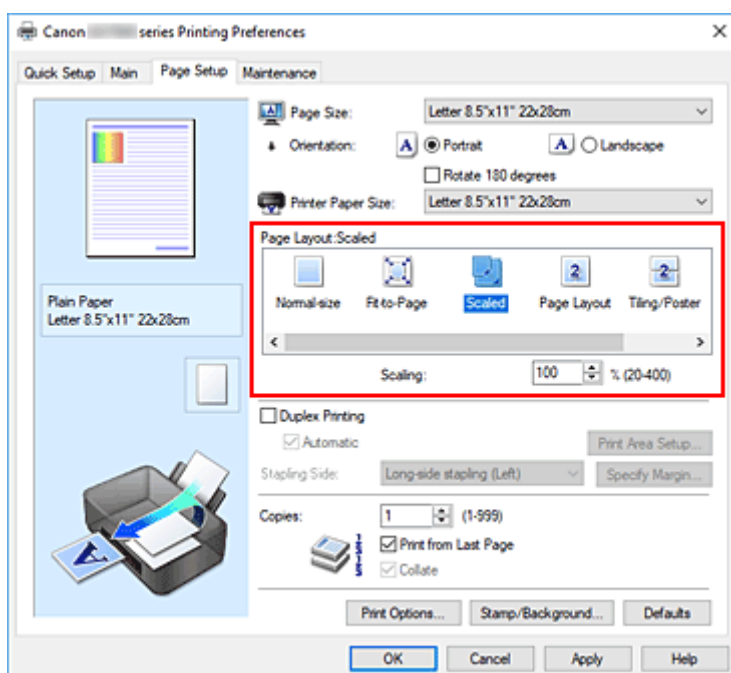 Canon series Printing Preferences
Quick Setup Main Page Setup Maintenance
Page Size: Letter 8.5"x11" 22x28cm
Orientation: A Portrait A Landscape
Rotate 180 degrees
Printer Paper Size: Letter 8.5"x11" 22x28cm
Page Layout:Scaled
Normal-size Fit-to-Page Scaled Page Layout Tiling/Poster
Plain Paper
Letter 8.5"x11" 22x28cm
Scaling: 100 % (20-400)
Duplex Printing
Automatic Print Area Setup...
Stapling Side: Long-side stapling (Left) Specify Margin...
Copies: 1 (1-999)
Print from Last Page
Collate
Print Options... Stamp/Background... Defaults
OK Cancel Apply Help